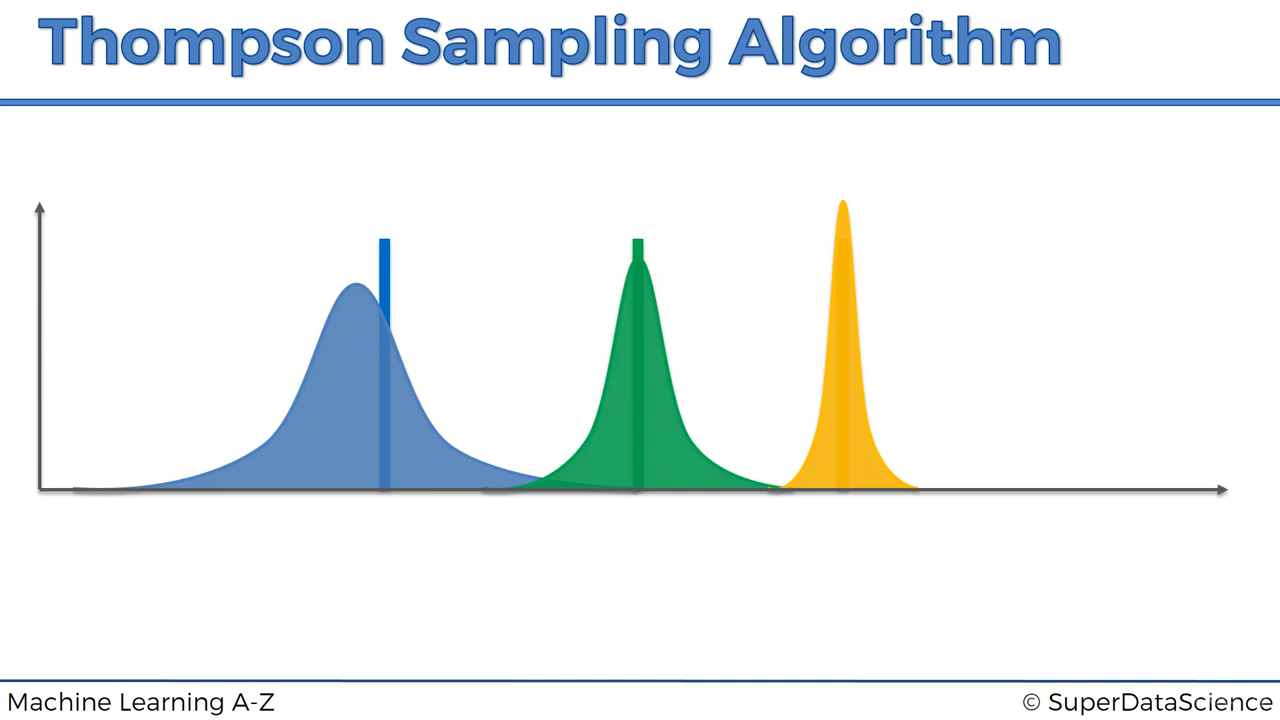 Thompson Sampling Algorithm
Machine Learning A-Z
© SuperDataScience